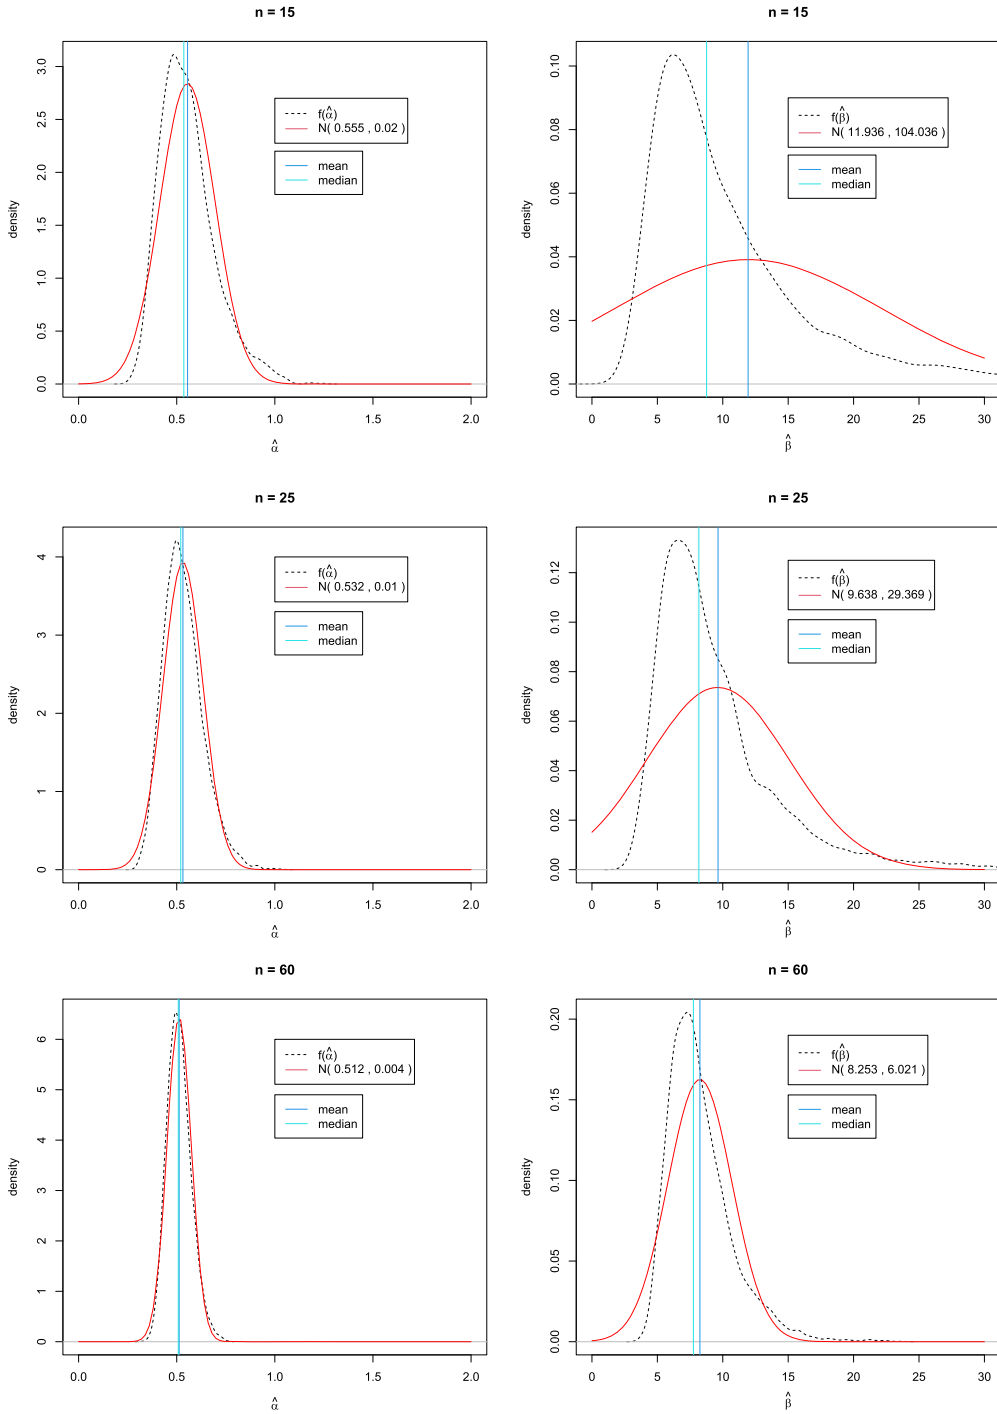 n = 15
density
0.0 0.5 1.0 1.5 2.0 2.5 3.0
f(α̂)
N( 0.555 , 0.02 )
mean
median
0.0 0.5 1.0 1.5 2.0
α̂
n = 15
density
0.00 0.02 0.04 0.06 0.08 0.10
f(β̂)
N( 11.936 , 104.036 )
mean
median
0 5 10 15 20 25 30
β̂
n = 25
density
0 1 2 3 4
f(α̂)
N( 0.532 , 0.01 )
mean
median
0.0 0.5 1.0 1.5 2.0
α̂
n = 25
density
0.00 0.02 0.04 0.06 0.08 0.10 0.12
f(β̂)
N( 9.638 , 29.369 )
mean
median
0 5 10 15 20 25 30
β̂
n = 60
density
0 1 2 3 4 5 6
f(α̂)
N( 0.512 , 0.004 )
mean
median
0.0 0.5 1.0 1.5 2.0
α̂
n = 60
density
0.00 0.05 0.10 0.15 0.20
f(β̂)
N( 8.253 , 6.021 )
mean
median
0 5 10 15 20 25 30
β̂